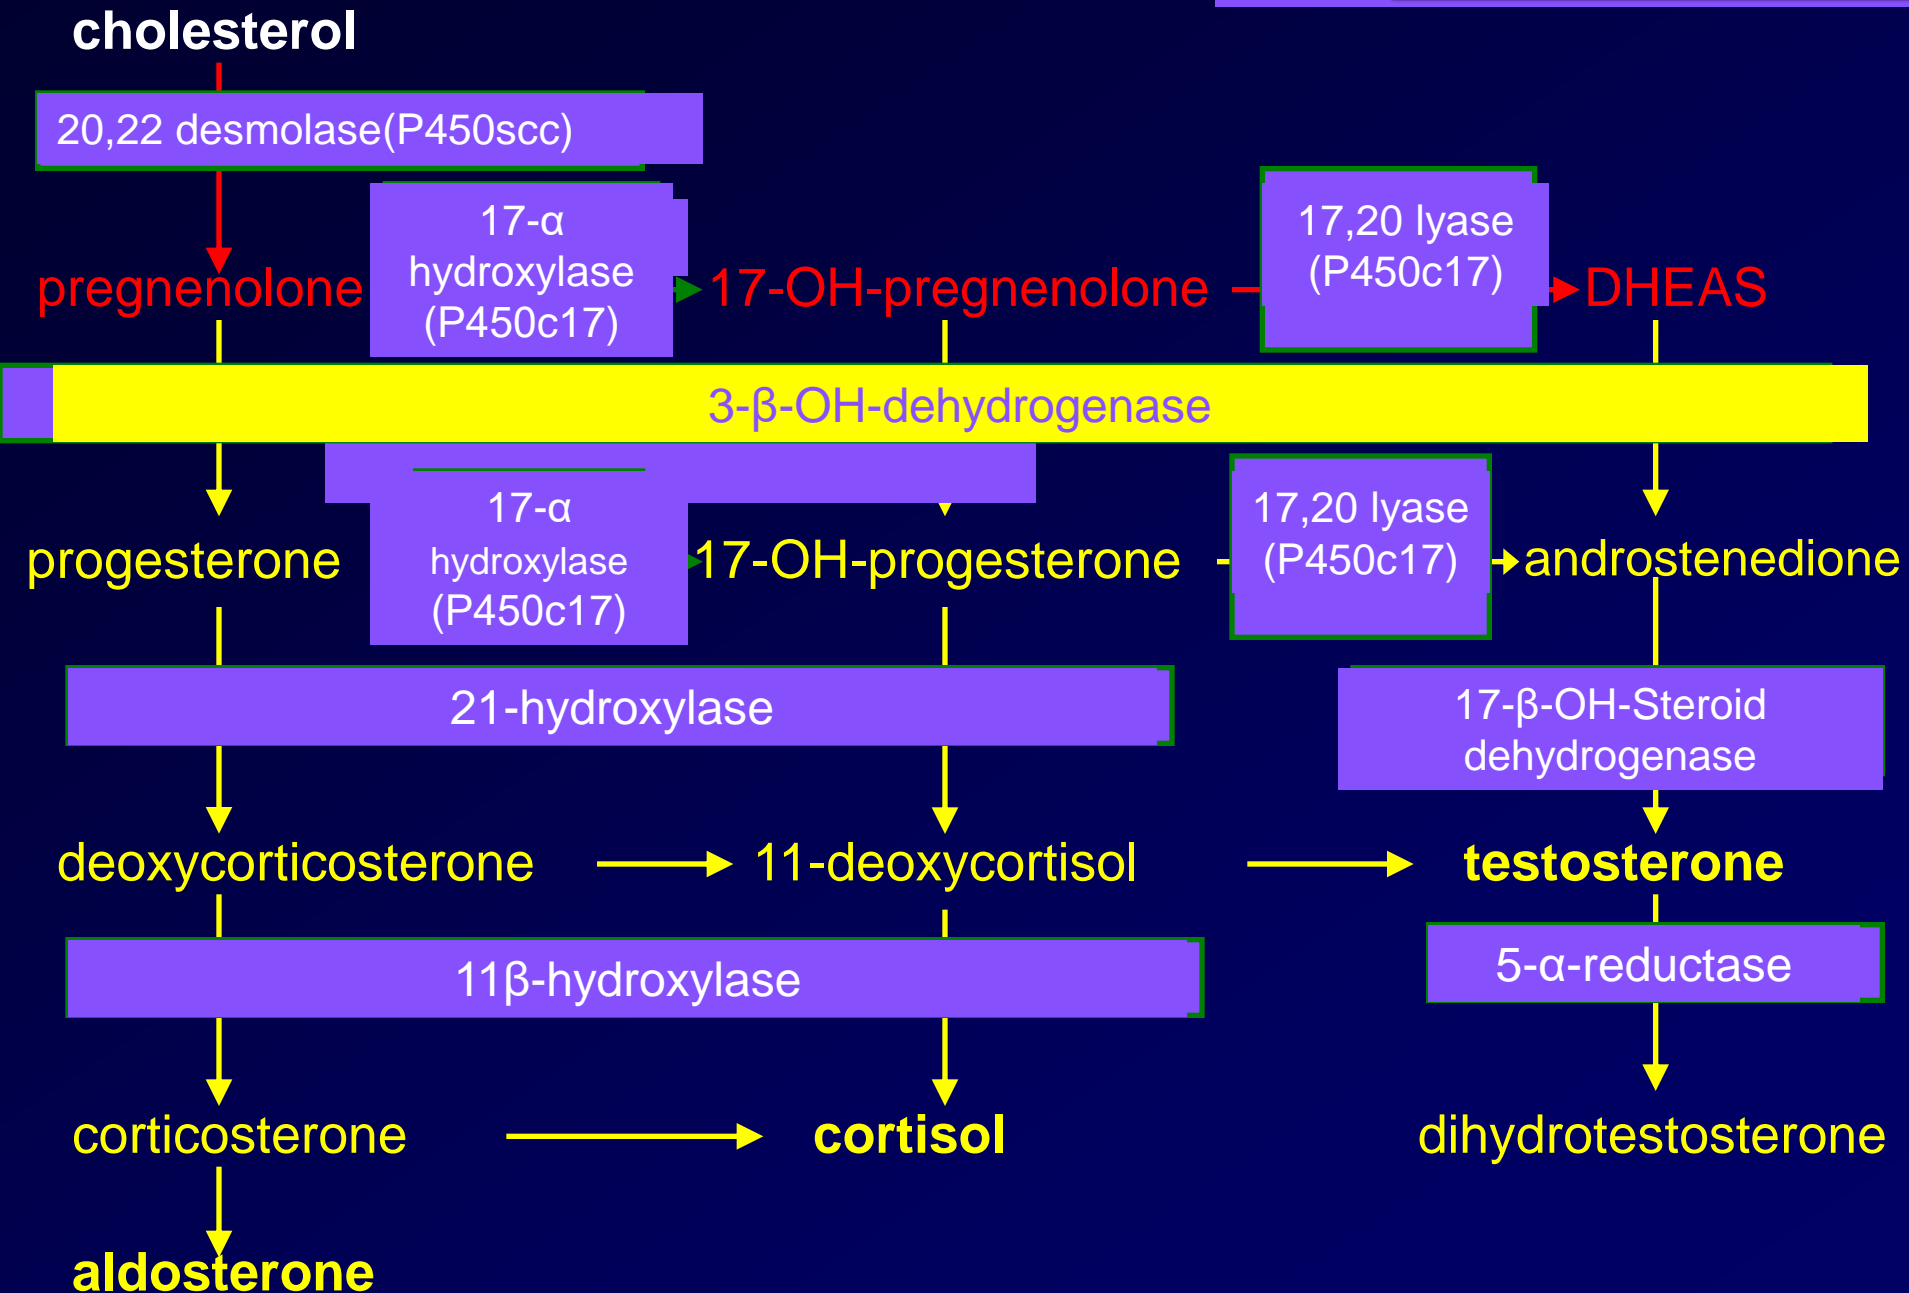 cholesterol
20,22 desmolase(P450scc)
17-α
hydroxylase
(P450c17)
17,20 lyase
(P450c17)
pregnenolone
17-OH-pregnenolone
DHEAS
3-β-OH-dehydrogenase
17-α
hydroxylase
(P450c17)
17,20 lyase
(P450c17)
progesterone
17-OH-progesterone
androstenedione
21-hydroxylase
17-β-OH-Steroid
dehydrogenase
deoxycorticosterone
11-deoxycortisol
testosterone
11β-hydroxylase
5-α-reductase
corticosterone
cortisol
dihydrotestosterone
aldosterone